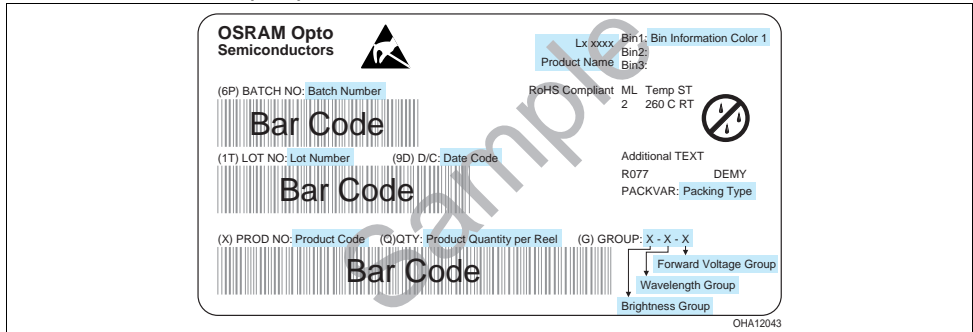 OSRAM Opto
Semiconductors
Lx xxxx
Product Name
Bin1: Bin Information Color 1
Bin2:
Bin3:
(6P) BATCH NO: Batch Number
Bar Code
RoHS Compliant ML Temp ST
2 260 C RT
(1T) LOT NO: Lot Number (9D) D/C: Date Code
Bar Code
Additional TEXT
R077 DEMY
PACKVAR: Packing Type
(X) PROD NO: Product Code (Q)QTY: Product Quantity per Reel (G) GROUP: X - X - X
Bar Code
Forward Voltage Group
Wavelength Group
Brightness Group
Sample
OHA12043